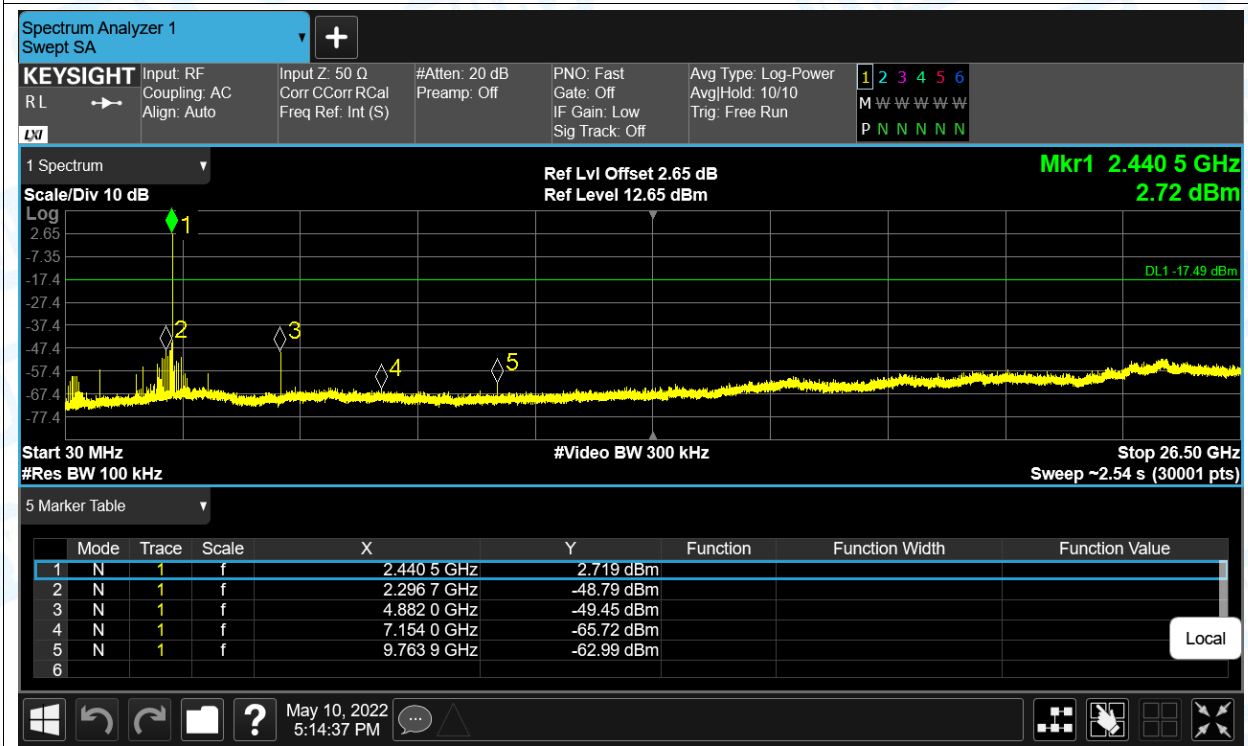 Spectrum Analyzer 1
Swept SA
KEYSIGHT
R L
LXI
Input: RF
Coupling: AC
Align: Auto
Input Z: 50 Ω
Corr CCorr RCal
Freq Ref: Int (S)
#Atten: 20 dB
Preamp: Off
PNO: Fast
Gate: Off
IF Gain: Low
Sig Track: Off
Avg Type: Log-Power
Avg|Hold: 10/10
Trig: Free Run
1 2 3 4 5 6
M W W W W W W
P N N N N N N
1 Spectrum
Scale/Div 10 dB
Ref Lvl Offset 2.65 dB
Ref Level 12.65 dBm
Mkr1 2.440 5 GHz
2.72 dBm
Log
2.65
-7.35
-17.4
-27.4
-37.4
-47.4
-57.4
-67.4
-77.4
1
2
3
4
5
DL1 -17.49 dBm
Start 30 MHz
#Video BW 300 kHz
Stop 26.50 GHz
#Res BW 100 kHz
Sweep ~2.54 s (30001 pts)
5 Marker Table
Mode Trace Scale X Y Function Function Width Function Value
1 N 1 f 2.440 5 GHz 2.719 dBm
2 N 1 f 2.296 7 GHz -48.79 dBm
3 N 1 f 4.882 0 GHz -49.45 dBm
4 N 1 f 7.154 0 GHz -65.72 dBm
5 N 1 f 9.763 9 GHz -62.99 dBm
6
Local
?
May 10, 2022
5:14:37 PM